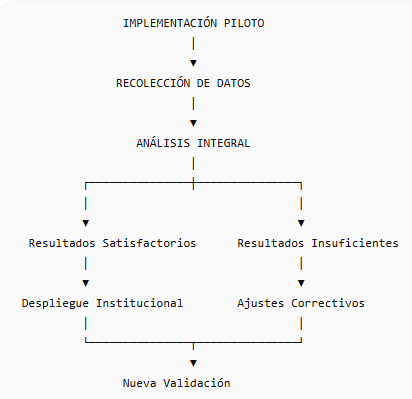 IMPLEMENTACIÓN PILOTO
RECOLECCIÓN DE DATOS
ANÁLISIS INTEGRAL
Resultados Satisfactorios
Resultados Insuficientes
Despliegue Institucional
Ajustes Correctivos
Nueva Validación